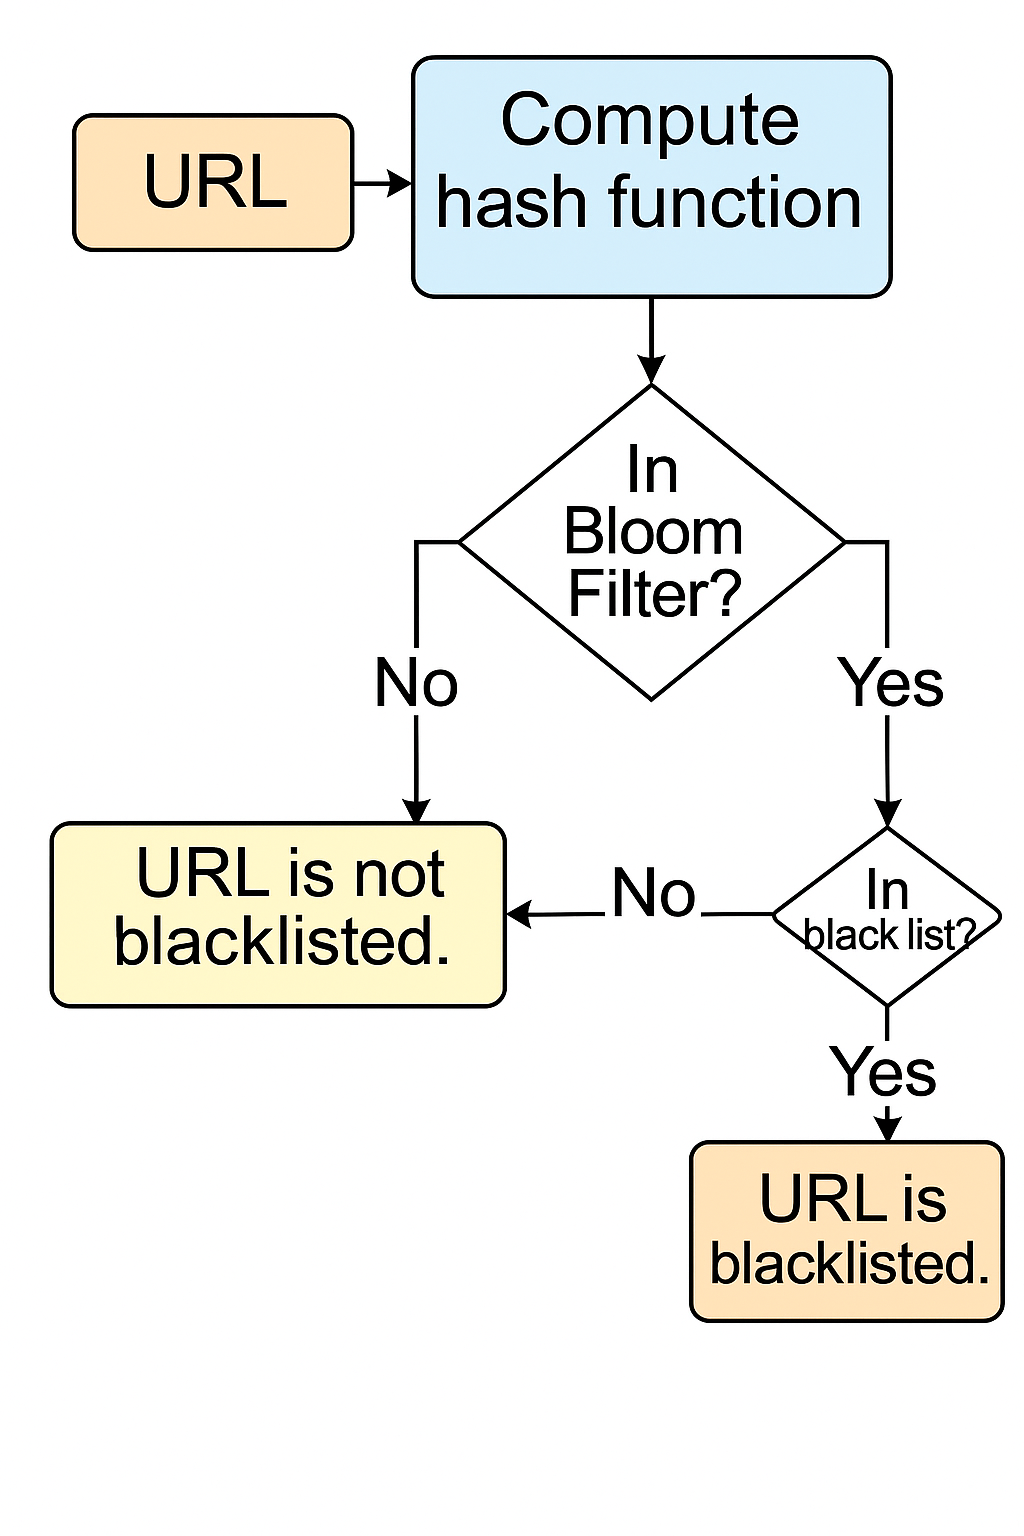 URL
Compute
hash function
In
Bloom
Filter?
No
Yes
URL is not
blacklisted.
No
In
black list?
Yes
URL is
blacklisted.